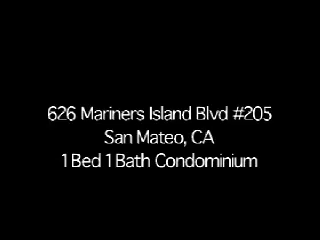 626 Mariners Island Blvd #205
San Mateo, CA
1 Bed 1 Bath Condominium